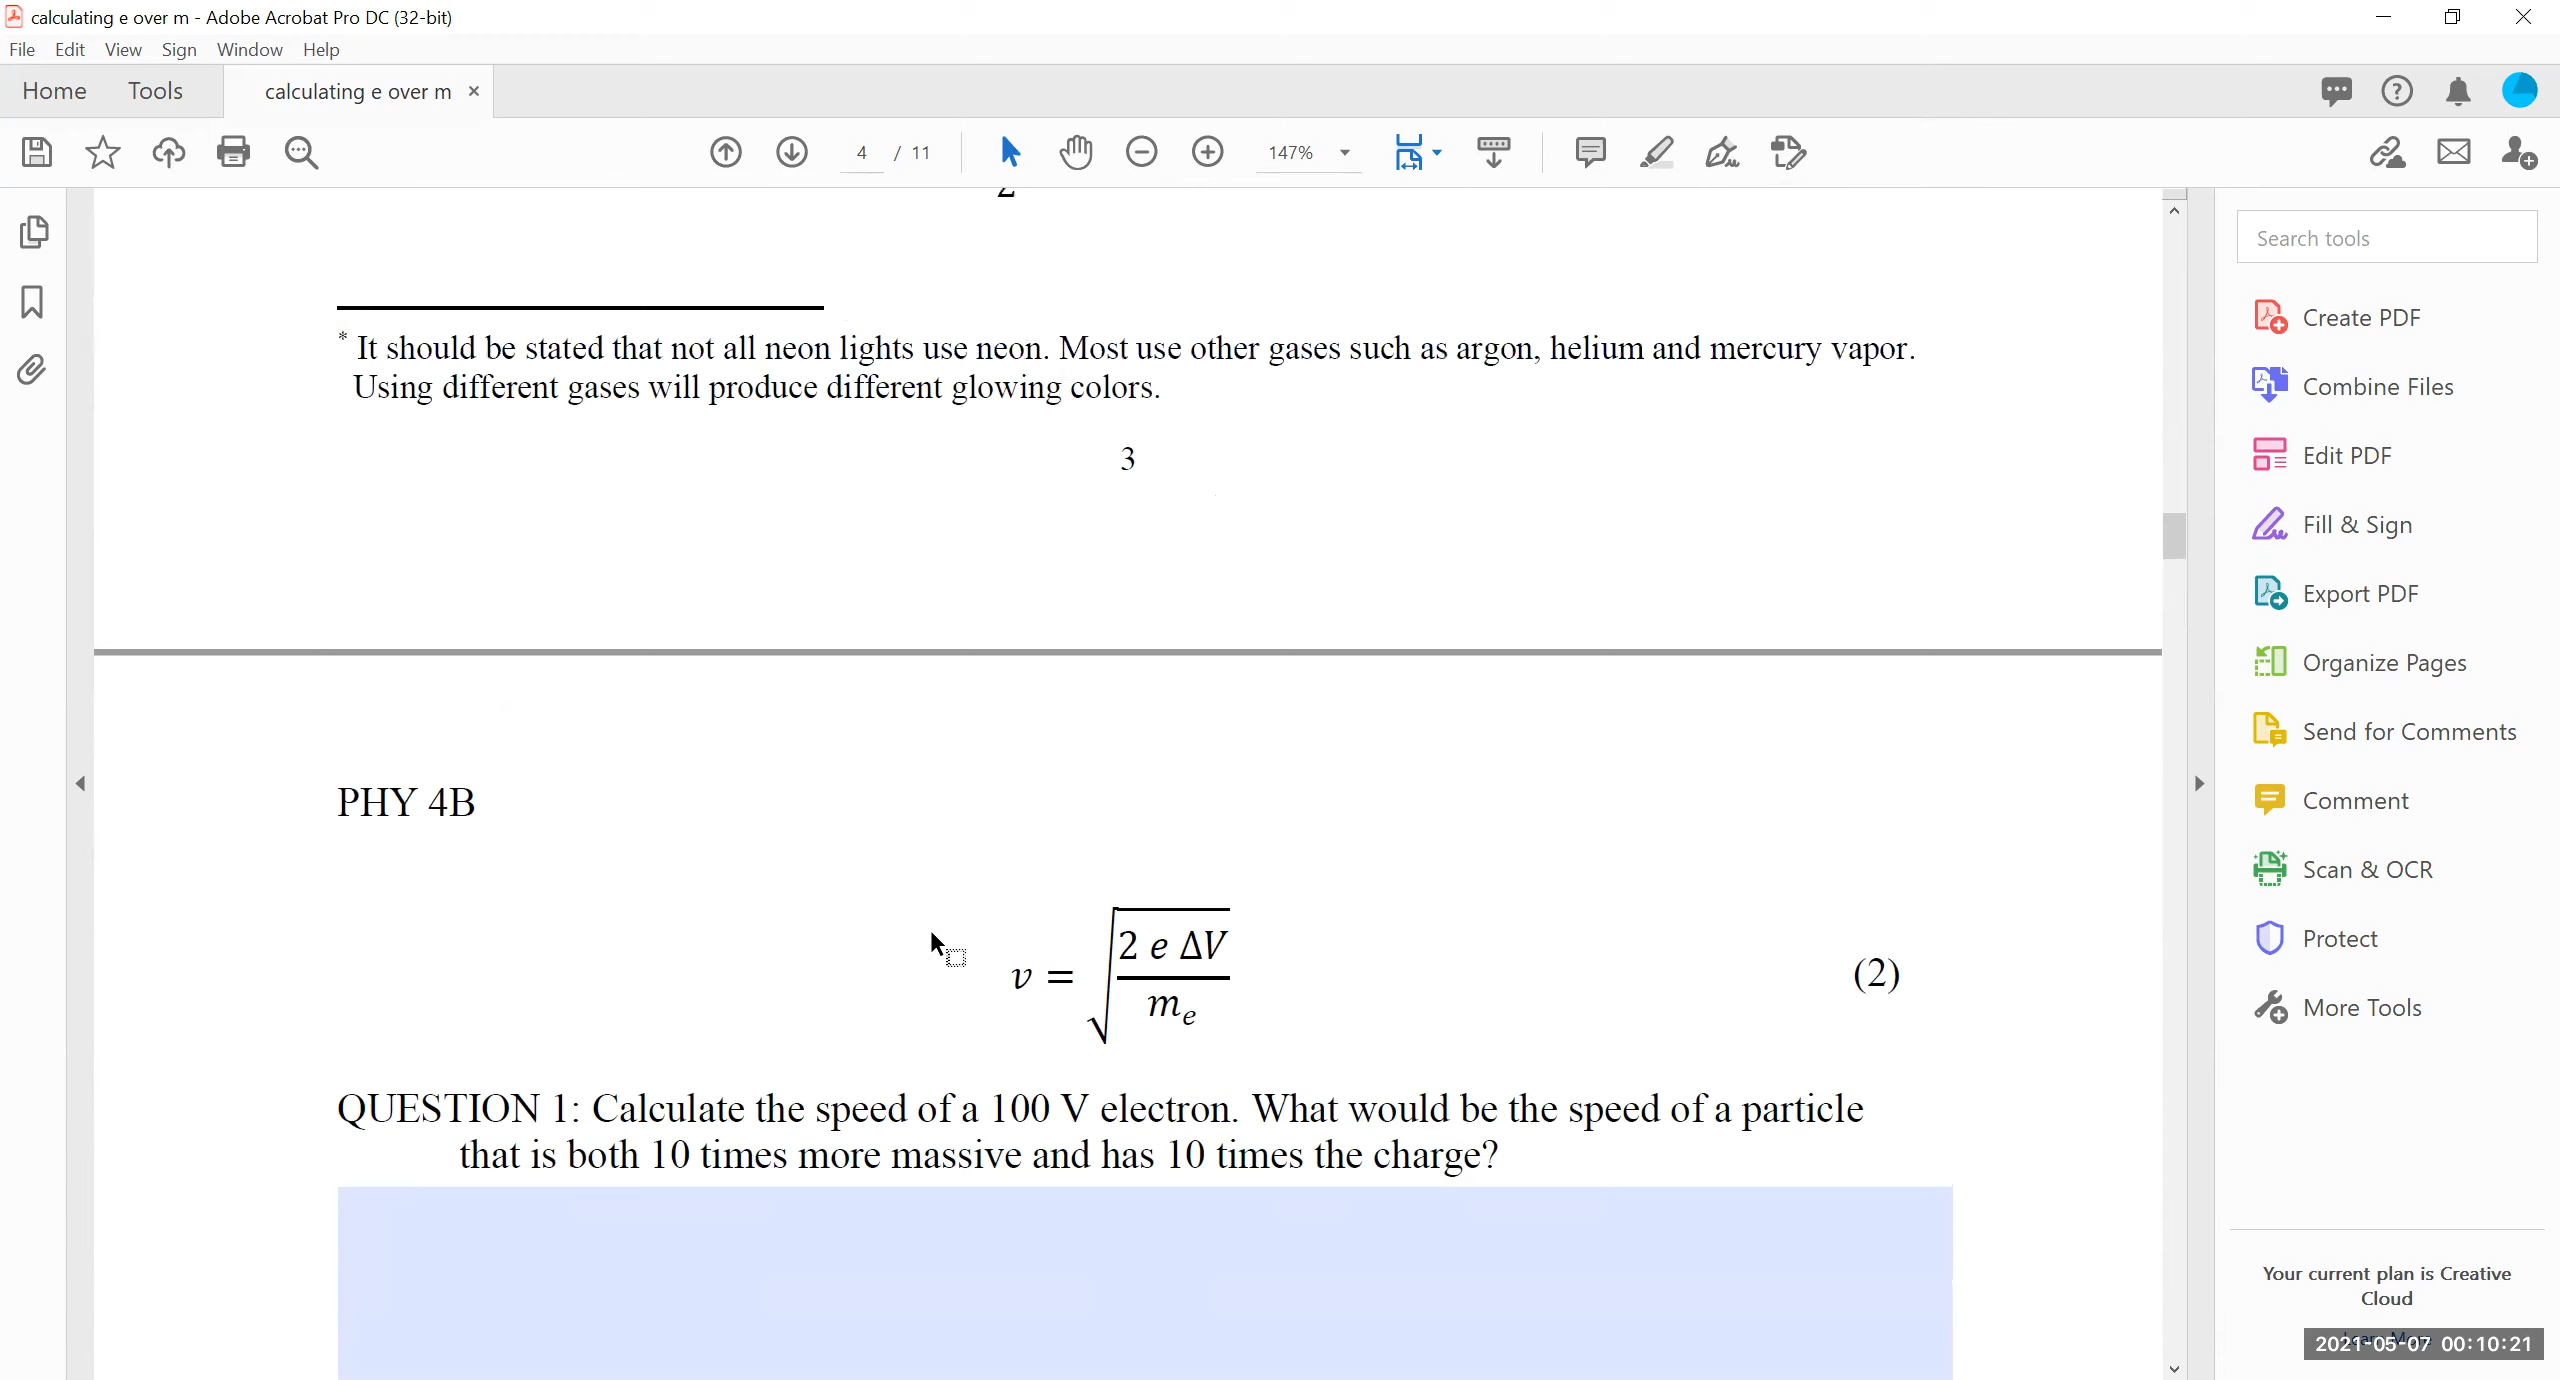 calculating e over m - Adobe Acrobat Pro DC (32-bit)
File Edit View Sign Window Help
Home Tools calculating e over m ×
4 / 11 147%
* It should be stated that not all neon lights use neon. Most use other gases such as argon, helium and mercury vapor.
Using different gases will produce different glowing colors.
3
PHY 4B
v = √(2 e ΔV / mₑ) (2)
QUESTION 1: Calculate the speed of a 100 V electron. What would be the speed of a particle
that is both 10 times more massive and has 10 times the charge?
Search tools
Create PDF
Combine Files
Edit PDF
Fill & Sign
Export PDF
Organize Pages
Send for Comments
Comment
Scan & OCR
Protect
More Tools
Your current plan is Creative
Cloud
2021-05-07 00:10:21